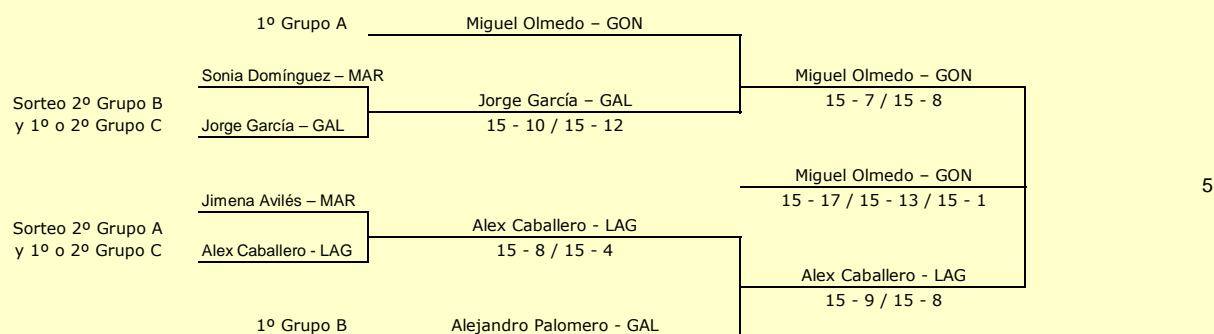 1º Grupo A
Miguel Olmedo – GON
Sonia Domínguez – MAR
Miguel Olmedo – GON
Sorteo 2º Grupo B
y 1º o 2º Grupo C
Jorge García – GAL
15 - 7 / 15 - 8
Jorge García – GAL
15 - 10 / 15 - 12
Miguel Olmedo – GON
15 - 17 / 15 - 13 / 15 - 1
5
Jimena Avilés – MAR
Sorteo 2º Grupo A
y 1º o 2º Grupo C
Alex Caballero - LAG
Alex Caballero - LAG
15 - 8 / 15 - 4
Alex Caballero - LAG
15 - 9 / 15 - 8
1º Grupo B
Alejandro Palomero - GAL